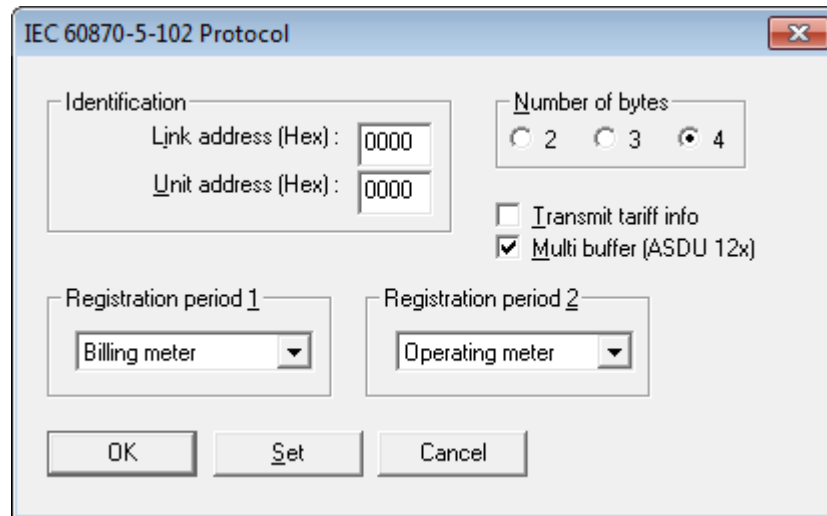 IEC 60870-5-102 Protocol
Identification
Link address (Hex) : 0000
Unit address (Hex) : 0000
Number of bytes
2 3 4
Transmit tariff info
Multi buffer (ASDU 12x)
Registration period 1
Billing meter
Registration period 2
Operating meter
OK Set Cancel